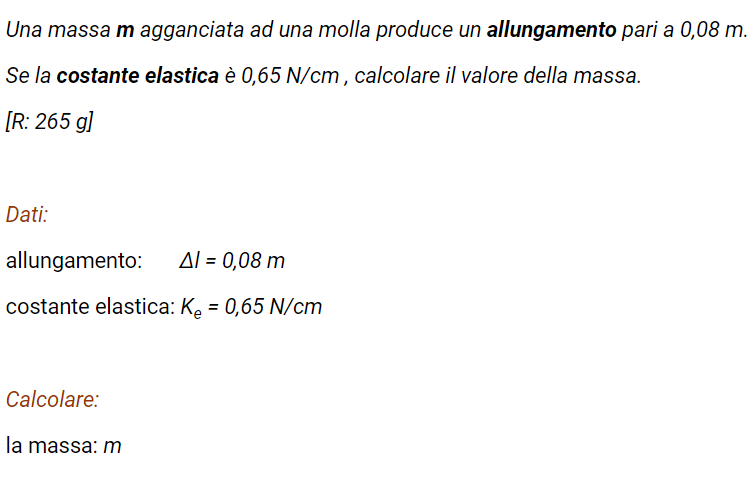 Una massa m agganciata ad una molla produce un allungamento pari a 0,08 m.
Se la costante elastica è 0,65 N/cm , calcolare il valore della massa.
[R: 265 g]
Dati:
allungamento: Δl = 0,08 m
costante elastica: Ke = 0,65 N/cm
Calcolare:
la massa: m